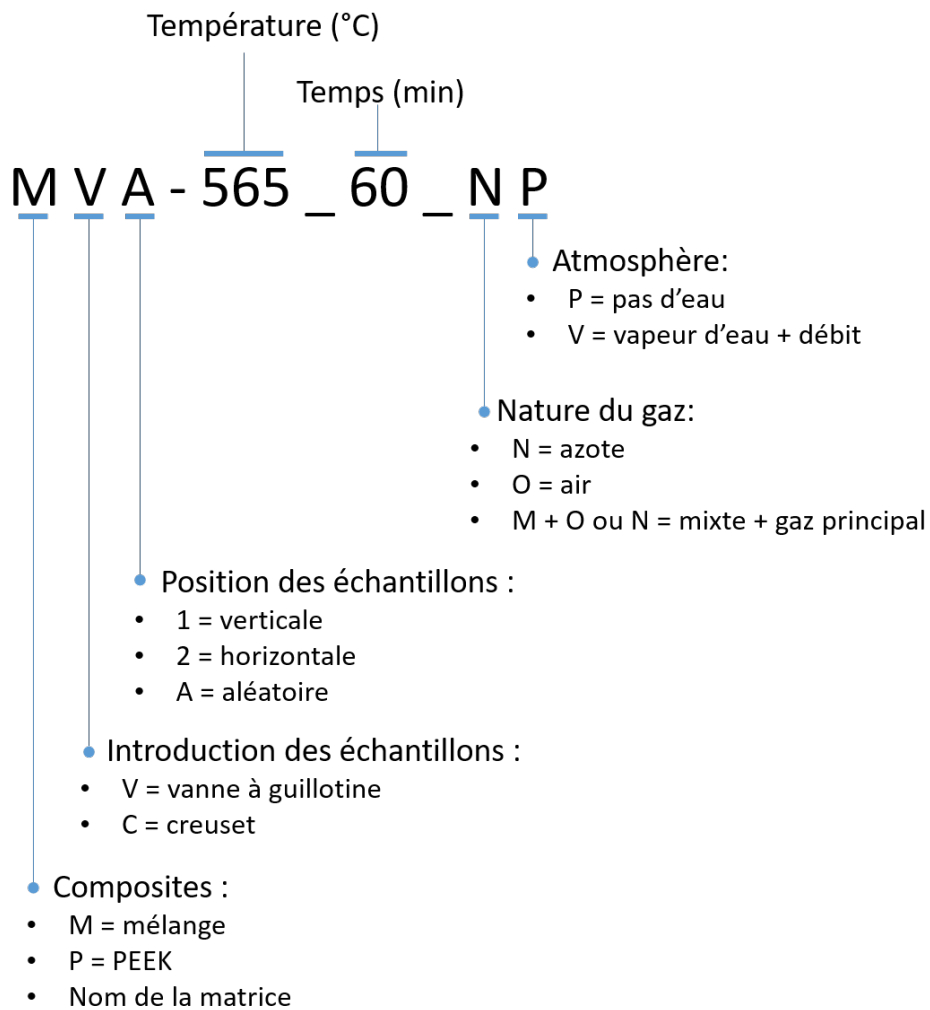 Température (°C)
Temps (min)
M V A - 565 _ 60 _ N P
Atmosphère:
• P = pas d’eau
• V = vapeur d’eau + débit
Nature du gaz:
• N = azote
• O = air
• M + O ou N = mixte + gaz principal
Position des échantillons :
• 1 = verticale
• 2 = horizontale
• A = aléatoire
Introduction des échantillons :
• V = vanne à guillotine
• C = creuset
Composites :
• M = mélange
• P = PEEK
• Nom de la matrice